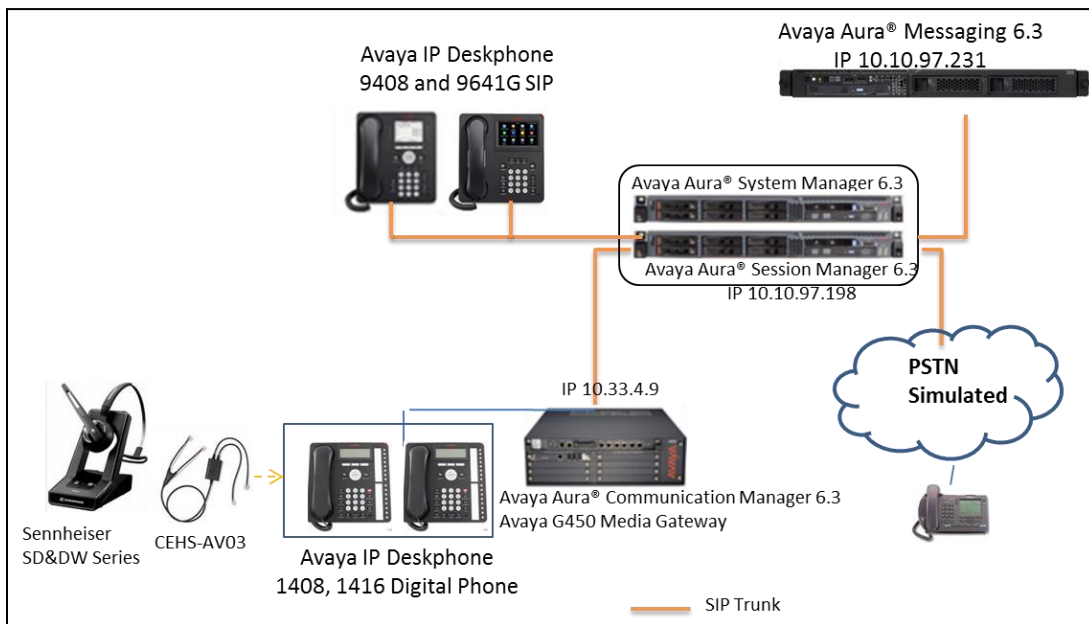 Avaya Aura® Messaging 6.3
IP 10.10.97.231
Avaya IP Deskphone
9408 and 9641G SIP
Avaya Aura® System Manager 6.3
Avaya Aura® Session Manager 6.3
IP 10.10.97.198
PSTN
Simulated
IP 10.33.4.9
AVAYA
Avaya Aura® Communication Manager 6.3
Avaya G450 Media Gateway
Sennheiser
SD&DW Series
CEHS-AV03
Avaya IP Deskphone
1408, 1416 Digital Phone
SIP Trunk